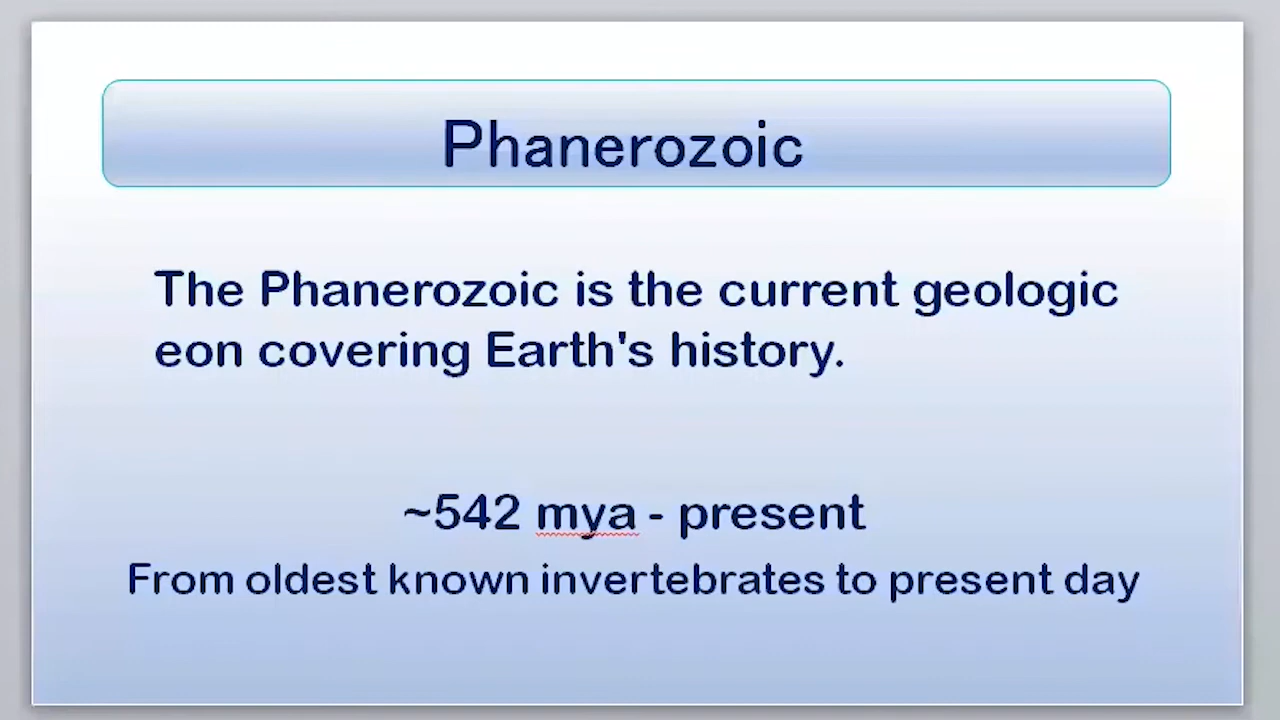 Phanerozoic
The Phanerozoic is the current geologic
eon covering Earth's history.
~542 mya - present
From oldest known invertebrates to present day